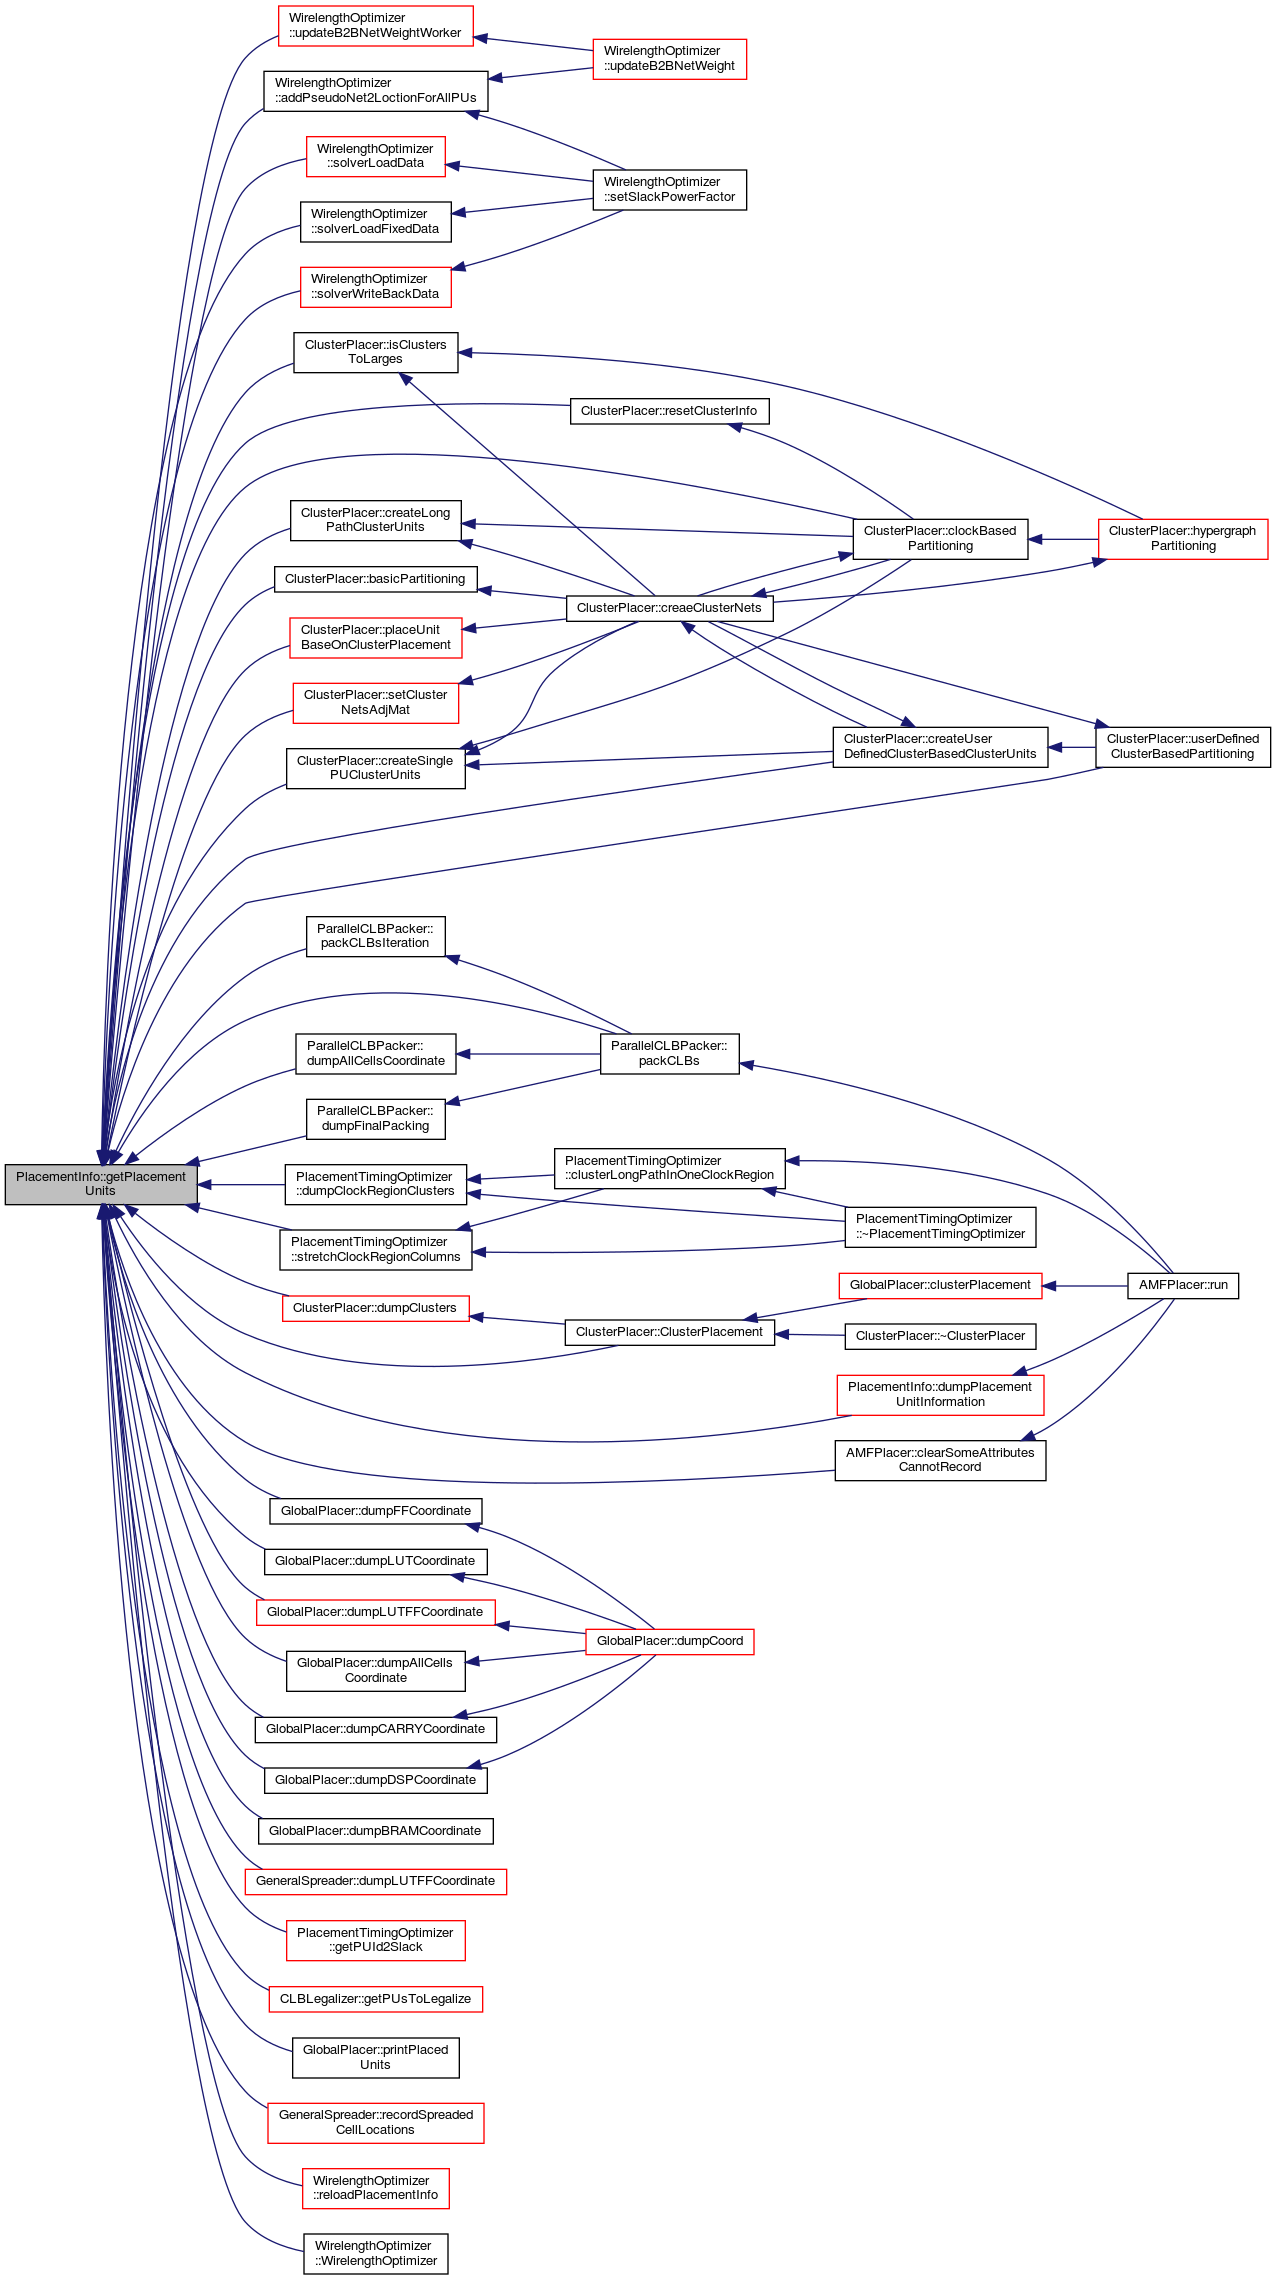 WirelengthOptimizer
::updateB2BNetWeightWorker
WirelengthOptimizer
::updateB2BNetWeight
WirelengthOptimizer
::addPseudoNet2LoctionForAllPUs
WirelengthOptimizer
::solverLoadData
WirelengthOptimizer
::setSlackPowerFactor
WirelengthOptimizer
::solverLoadFixedData
WirelengthOptimizer
::solverWriteBackData
ClusterPlacer::isClusters
ToLarges
ClusterPlacer::resetClusterInfo
ClusterPlacer::createLong
PathClusterUnits
ClusterPlacer::clockBased
Partitioning
ClusterPlacer::hypergraph
Partitioning
ClusterPlacer::basicPartitioning
ClusterPlacer::creaeClusterNets
ClusterPlacer::placeUnit
BaseOnClusterPlacement
ClusterPlacer::setCluster
NetsAdjMat
ClusterPlacer::createSingle
PUClusterUnits
ClusterPlacer::createUser
DefinedClusterBasedClusterUnits
ClusterPlacer::userDefined
ClusterBasedPartitioning
ParallelCLBPacker::
packCLBsIteration
ParallelCLBPacker::
dumpAllCellsCoordinate
ParallelCLBPacker::
packCLBs
ParallelCLBPacker::
dumpFinalPacking
PlacementInfo::getPlacement
Units
PlacementTimingOptimizer
::dumpClockRegionClusters
PlacementTimingOptimizer
::clusterLongPathInOneClockRegion
PlacementTimingOptimizer
::~PlacementTimingOptimizer
PlacementTimingOptimizer
::stretchClockRegionColumns
ClusterPlacer::dumpClusters
GlobalPlacer::clusterPlacement
AMFPlacer::run
ClusterPlacer::ClusterPlacement
ClusterPlacer::~ClusterPlacer
PlacementInfo::dumpPlacement
UnitInformation
AMFPlacer::clearSomeAttributes
CannotRecord
GlobalPlacer::dumpFFCoordinate
GlobalPlacer::dumpLUTCoordinate
GlobalPlacer::dumpLUTFFCoordinate
GlobalPlacer::dumpCoord
GlobalPlacer::dumpAllCells
Coordinate
GlobalPlacer::dumpCARRYCoordinate
GlobalPlacer::dumpDSPCoordinate
GlobalPlacer::dumpBRAMCoordinate
GeneralSpreader::dumpLUTFFCoordinate
PlacementTimingOptimizer
::getPUId2Slack
CLBLegalizer::getPUsToLegalize
GlobalPlacer::printPlaced
Units
GeneralSpreader::recordSpreaded
CellLocations
WirelengthOptimizer
::reloadPlacementInfo
WirelengthOptimizer
::WirelengthOptimizer